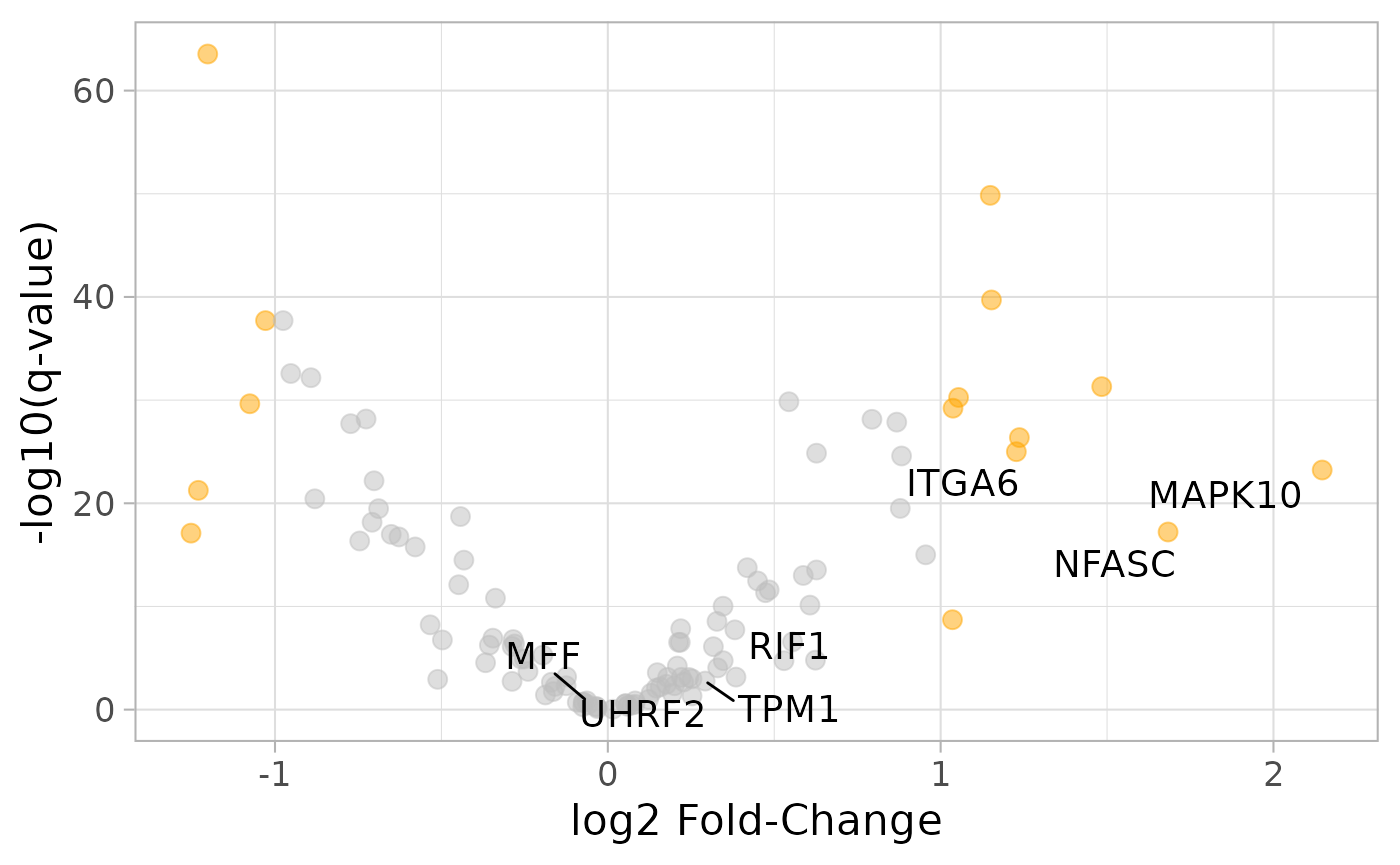 60
40
20
0
-log10(q-value)
ITGA6
MAPK10
NFASC
RIF1
MFF
TPM1
UHRF2
-1
0
1
2
log2 Fold-Change